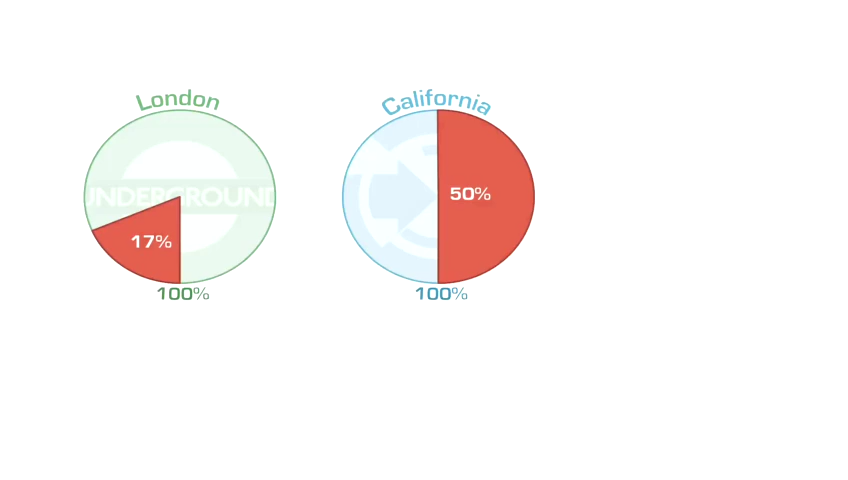 London
California
UNDERGROUND
50%
17%
100%
100%